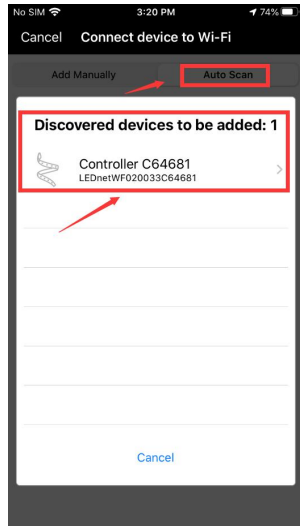 No SIM 3:20 PM 74%
Cancel Connect device to Wi-Fi
Add Manually Auto Scan
Discovered devices to be added: 1
Controller C64681
LEDnetWF020033C64681
Cancel